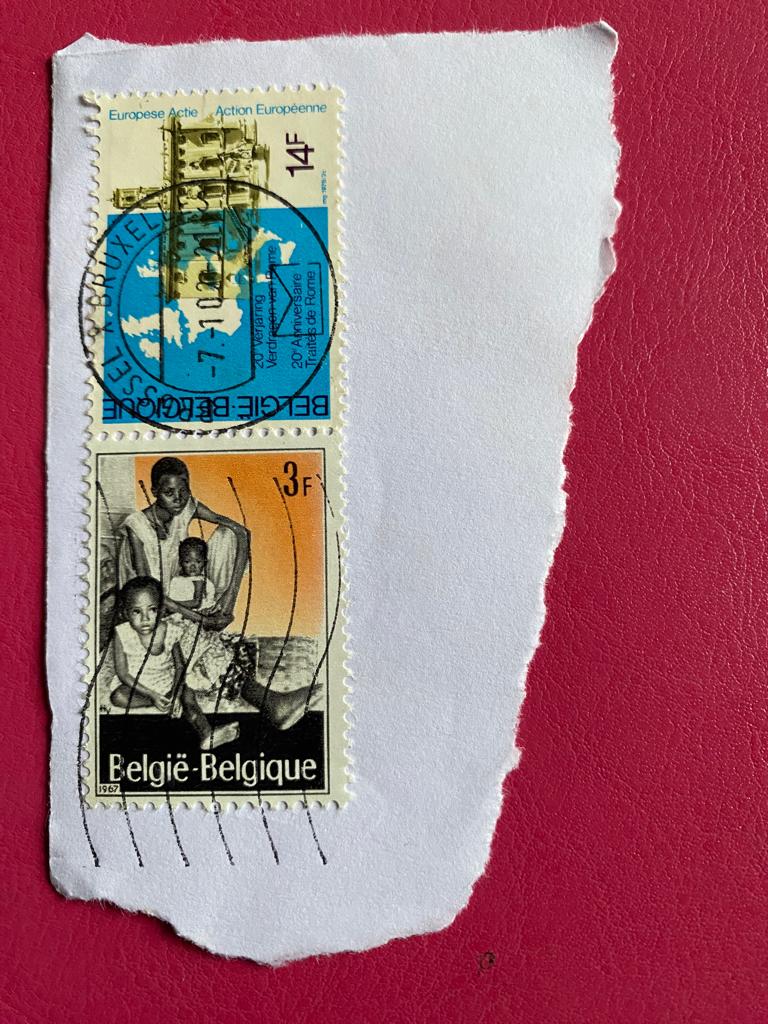 Europese Actie Action Européenne
14F
20e Verjaring
Verdragen van Rome
20e Anniversaire
Traités de Rome
BELGIË-BELGIQUE
BRUSSEL X BRUXEL
-7.-10
3F
België-Belgique
1967